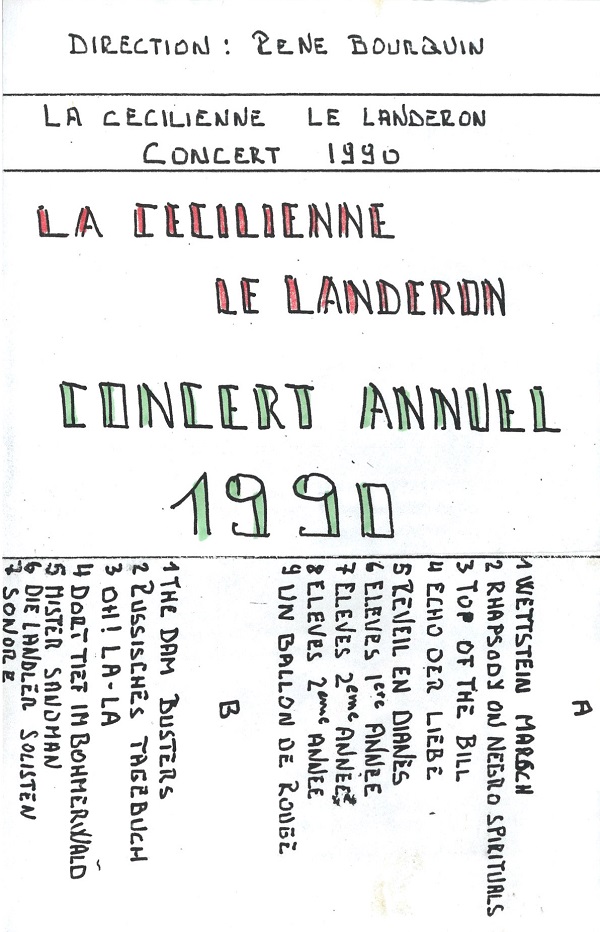 DIRECTION : RENE BOURQUIN
LA CECILIENNE LE LANDERON
CONCERT 1990
LA CECILIENNE
LE LANDERON
CONCERT ANNUEL
1990
A
1 WETTSTEIN MARSCH
2 RHAPSODY ON NEGRO SPIRITUALS
3 TOP OF THE BILL
4 ECHO DER LIEBE
5 REVEIL EN DIANES
6 ELEVES 1ere ANNEE
7 ELEVES 2eme ANNEE
8 ELEVES 2eme ANNEE
9 UN BALLON DE ROUGE
B
1 THE DAM BUSTERS
2 RUSSISCHES TAGEBUCH
3 OH! LA-LA
4 DORT TIEF IM BOHMERWALD
5 MISTER SANDMAN
6 DIE LANDLER SOLISTEN
7 SONORE